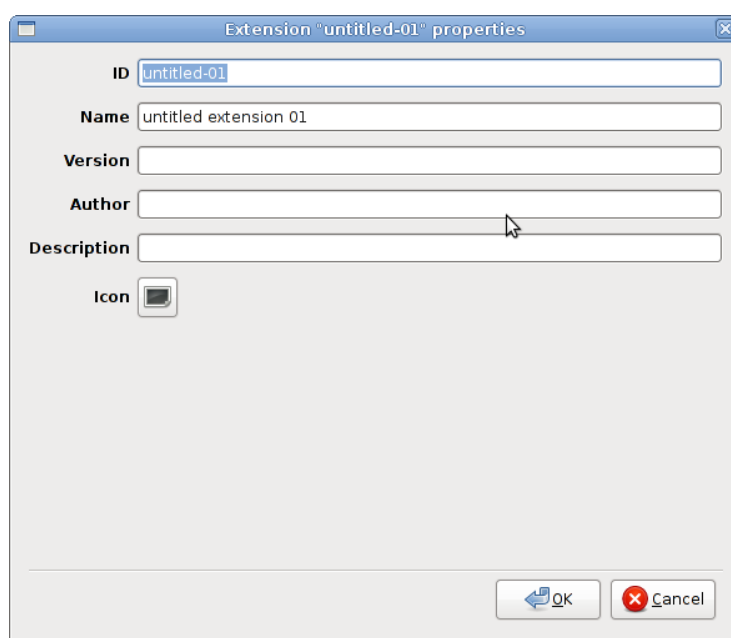 Extension "untitled-01" properties
ID untitled-01
Name untitled extension 01
Version
Author
Description
Icon
OK Cancel